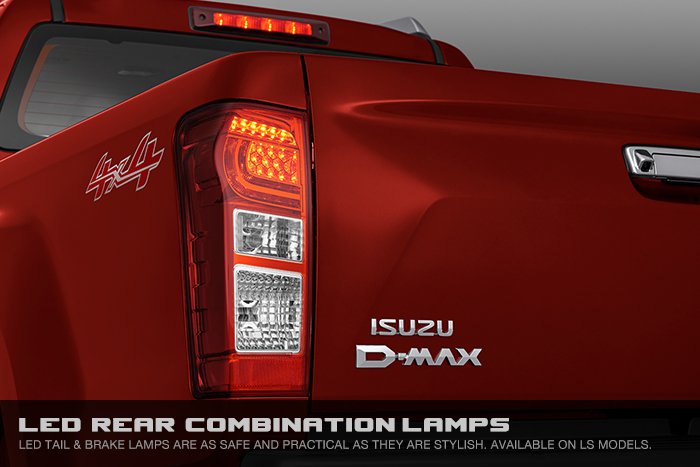 4x4
ISUZU
D-MAX
LED REAR COMBINATION LAMPS
LED TAIL & BRAKE LAMPS ARE AS SAFE AND PRACTICAL AS THEY ARE STYLISH. AVAILABLE ON LS MODELS.